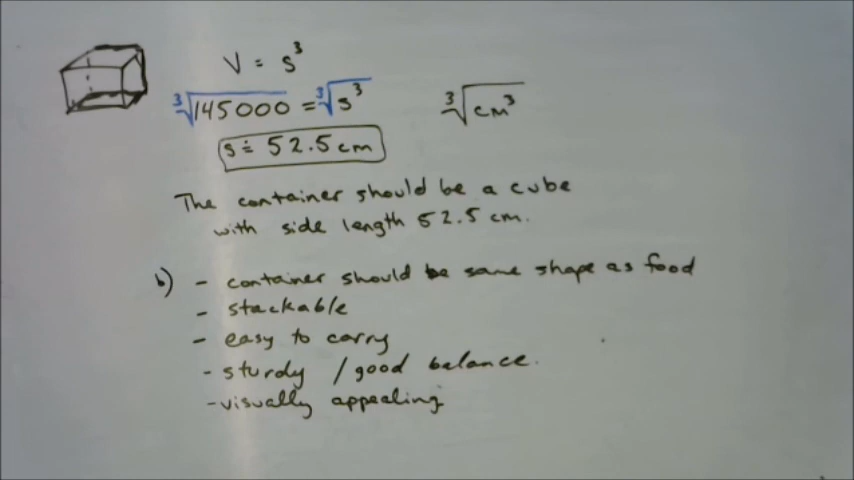 V = s³
∛145000 = ∛s³ ∛cm³
s ≐ 52.5 cm
The container should be a cube
with side length 52.5 cm.
b) - container should be same shape as food
- stackable
- easy to carry
- sturdy / good balance.
- visually appealing